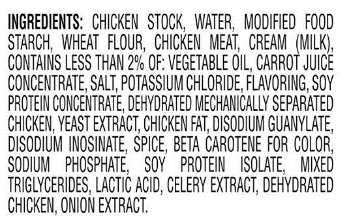 INGREDIENTS: CHICKEN STOCK, WATER, MODIFIED FOOD
STARCH, WHEAT FLOUR, CHICKEN MEAT, CREAM (MILK),
CONTAINS LESS THAN 2% OF: VEGETABLE OIL, CARROT JUICE
CONCENTRATE, SALT, POTASSIUM CHLORIDE, FLAVORING, SOY
PROTEIN CONCENTRATE, DEHYDRATED MECHANICALLY SEPARATED
CHICKEN, YEAST EXTRACT, CHICKEN FAT, DISODIUM GUANYLATE,
DISODIUM INOSINATE, SPICE, BETA CAROTENE FOR COLOR,
SODIUM PHOSPHATE, SOY PROTEIN ISOLATE, MIXED
TRIGLYCERIDES, LACTIC ACID, CELERY EXTRACT, DEHYDRATED
CHICKEN, ONION EXTRACT.